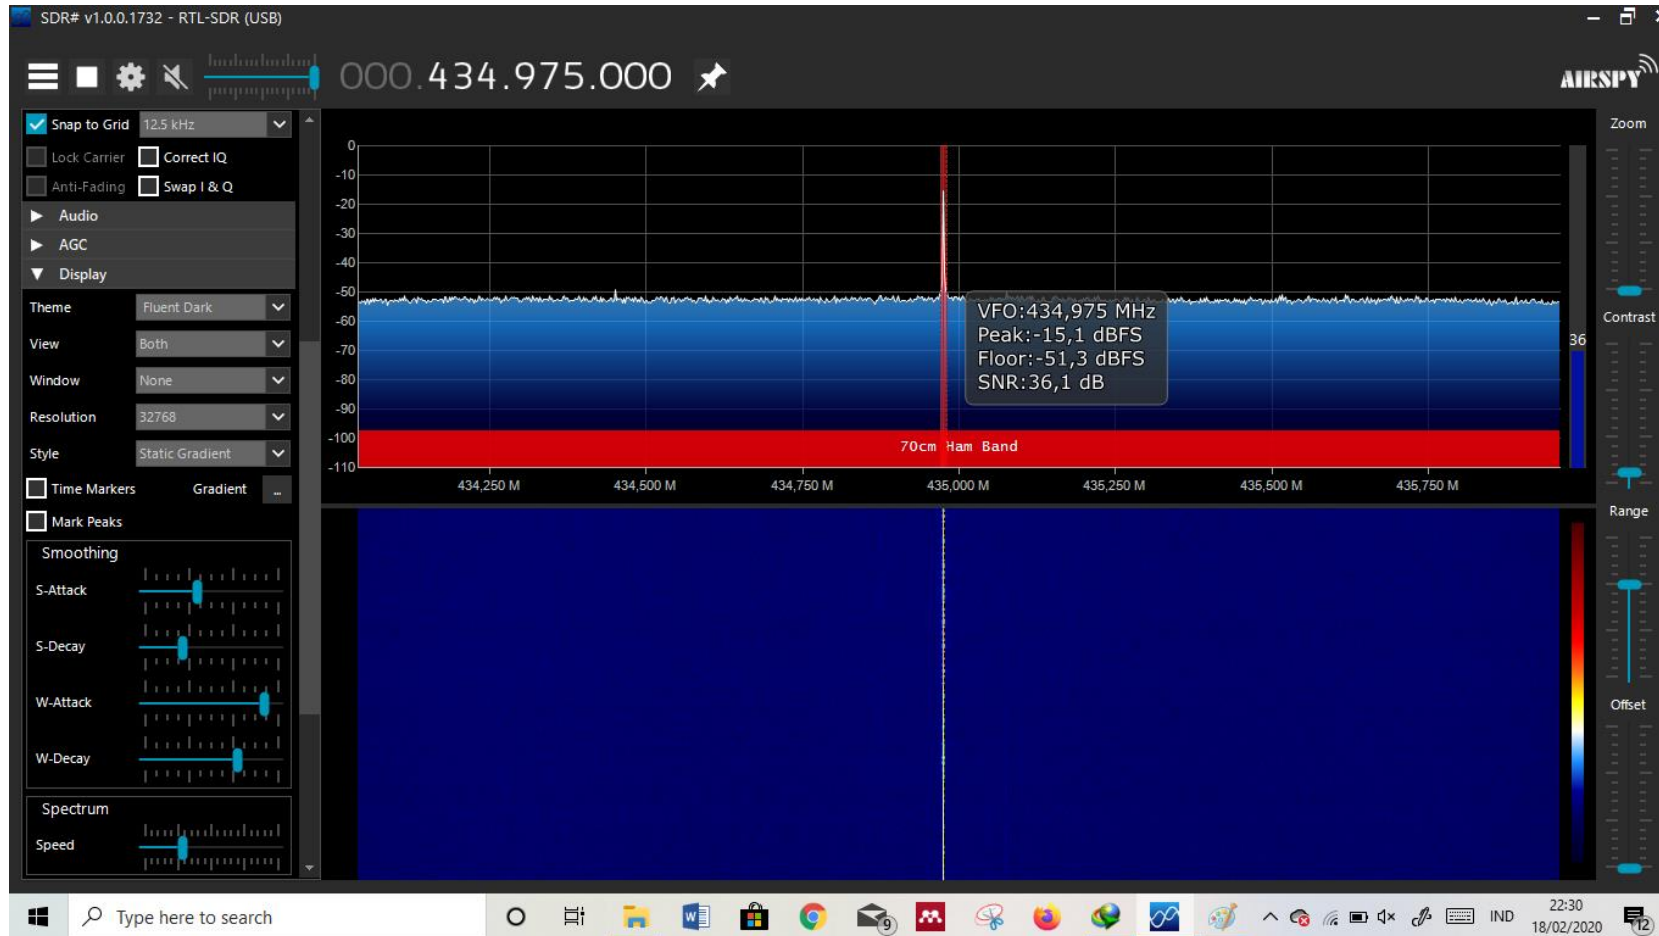 SDR# v1.0.0.1732 - RTL-SDR (USB)
000.434.975.000
AIRSPY
Snap to Grid 12.5 kHz
Lock Carrier Correct IQ
Anti-Fading Swap I & Q
Audio
AGC
Display
Theme Fluent Dark
View Both
Window None
Resolution 32768
Style Static Gradient
Time Markers Gradient ...
Mark Peaks
Smoothing
S-Attack
S-Decay
W-Attack
W-Decay
Spectrum
Speed
0
-10
-20
-30
-40
-50
-60
-70
-80
-90
-100
-110
VFO:434,975 MHz
Peak:-15,1 dBFS
Floor:-51,3 dBFS
SNR:36,1 dB
70cm Ham Band
434,250 M 434,500 M 434,750 M 435,000 M 435,250 M 435,500 M 435,750 M
36
Zoom
Contrast
Range
Offset
Type here to search
9
IND
22:30
18/02/2020
12